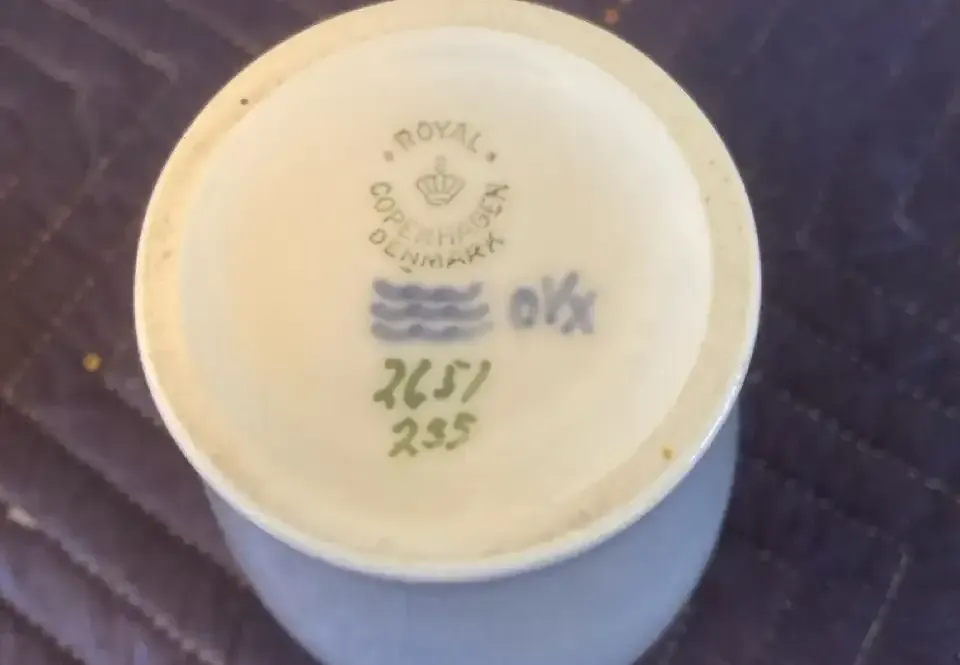 ROYAL
COPENHAGEN
DENMARK
2651
235